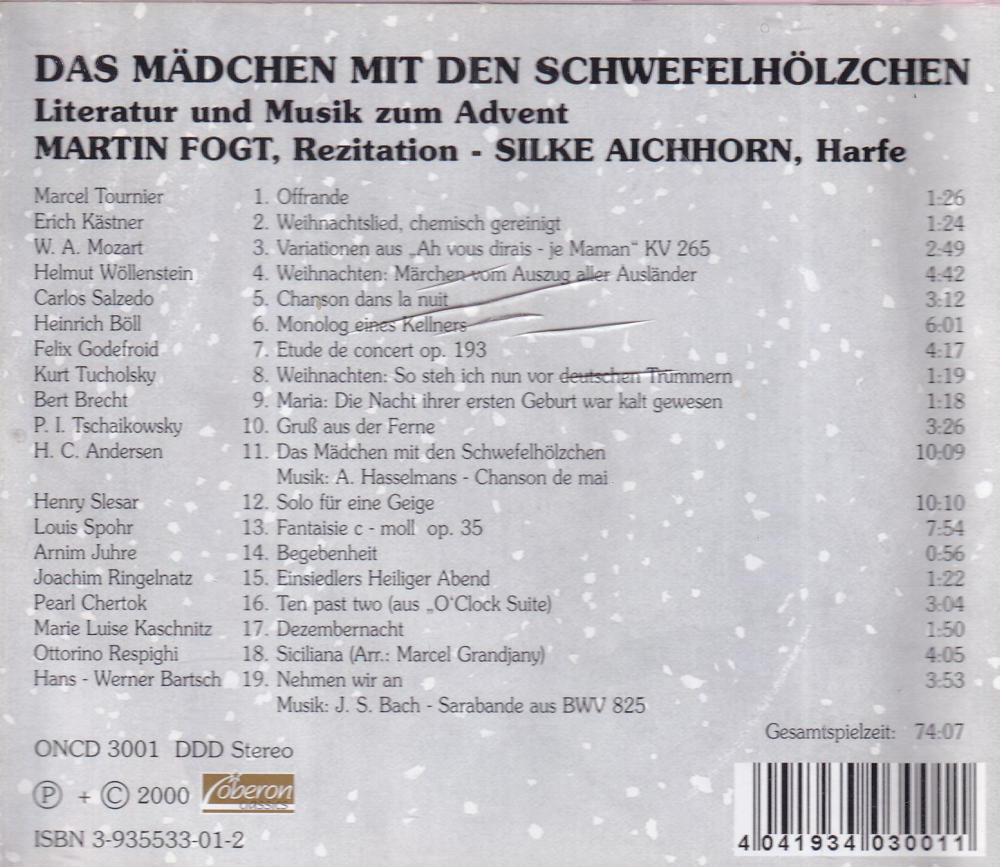 DAS MÄDCHEN MIT DEN SCHWEFELHÖLZCHEN
Literatur und Musik zum Advent
MARTIN FOGT, Rezitation - SILKE AICHHORN, Harfe
Marcel Tournier 1. Offrande 1:26
Erich Kästner 2. Weihnachtslied, chemisch gereinigt 1:24
W. A. Mozart 3. Variationen aus „Ah vous dirais - je Maman“ KV 265 2:49
Helmut Wöllenstein 4. Weihnachten: Märchen vom Auszug aller Ausländer 4:42
Carlos Salzedo 5. Chanson dans la nuit 3:12
Heinrich Böll 6. Monolog eines Kellners 6:01
Felix Godefroid 7. Etude de concert op. 193 4:17
Kurt Tucholsky 8. Weihnachten: So steh ich nun vor deutschen Trümmern 1:19
Bert Brecht 9. Maria: Die Nacht ihrer ersten Geburt war kalt gewesen 1:18
P. I. Tschaikowsky 10. Gruß aus der Ferne 3:26
H. C. Andersen 11. Das Mädchen mit den Schwefelhölzchen 10:09
Musik: A. Hasselmans - Chanson de mai
Henry Slesar 12. Solo für eine Geige 10:10
Louis Spohr 13. Fantaisie c - moll op. 35 7:54
Arnim Juhre 14. Begebenheit 0:56
Joachim Ringelnatz 15. Einsiedlers Heiliger Abend 1:22
Pearl Chertok 16. Ten past two (aus „O‘Clock Suite) 3:04
Marie Luise Kaschnitz 17. Dezembernacht 1:50
Ottorino Respighi 18. Siciliana (Arr.: Marcel Grandjany) 4:05
Hans - Werner Bartsch 19. Nehmen wir an 3:53
Musik: J. S. Bach - Sarabande aus BWV 825
Gesamtspielzeit: 74:07
ONCD 3001 DDD Stereo
Ⓟ + © 2000 oberon CLASSICS
ISBN 3-935533-01-2
4 041934 030011